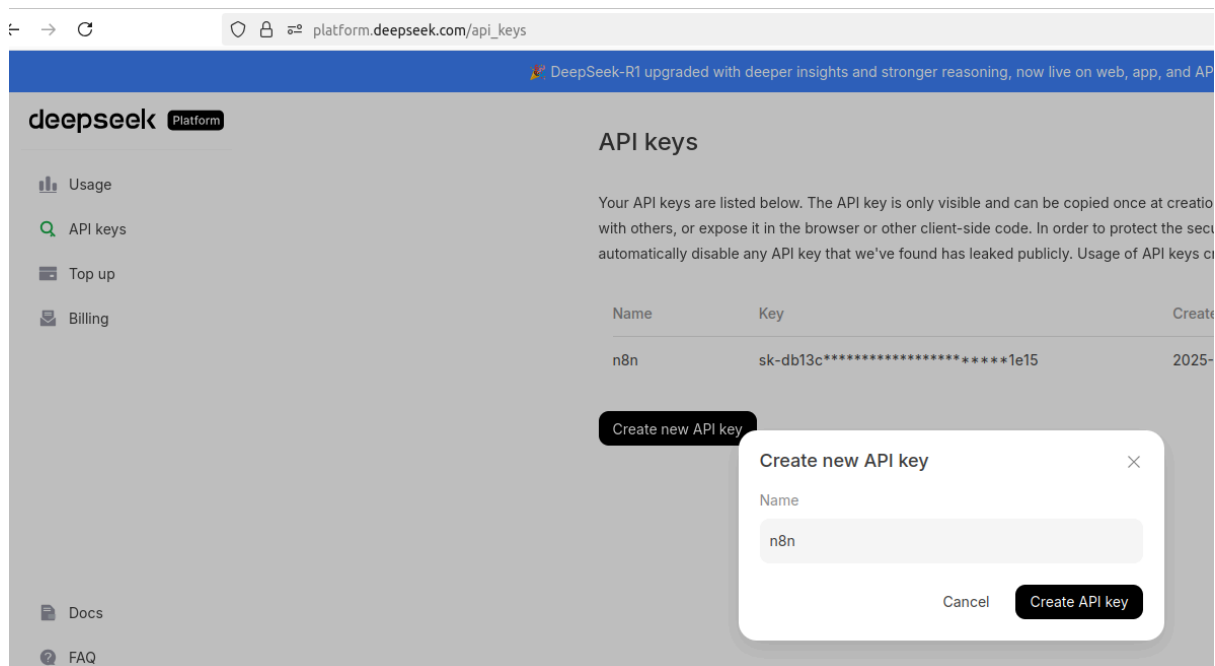 platform.deepseek.com/api_keys
🎉 DeepSeek-R1 upgraded with deeper insights and stronger reasoning, now live on web, app, and AP
deepseek Platform
Usage
API keys
Top up
Billing
Docs
FAQ
API keys
Your API keys are listed below. The API key is only visible and can be copied once at creatio
with others, or expose it in the browser or other client-side code. In order to protect the secu
automatically disable any API key that we've found has leaked publicly. Usage of API keys cr
Name Key Create
n8n sk-db13c***********************1e15 2025-
Create new API key
Create new API key
Name
n8n
Cancel Create API key